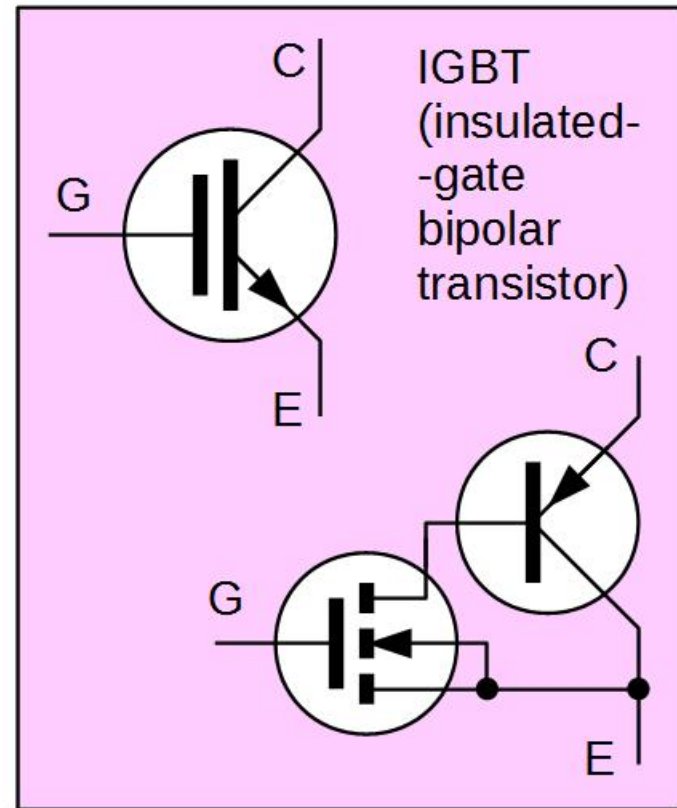 C
IGBT
(insulated-
-gate
bipolar
transistor)
G
E
C
G
E